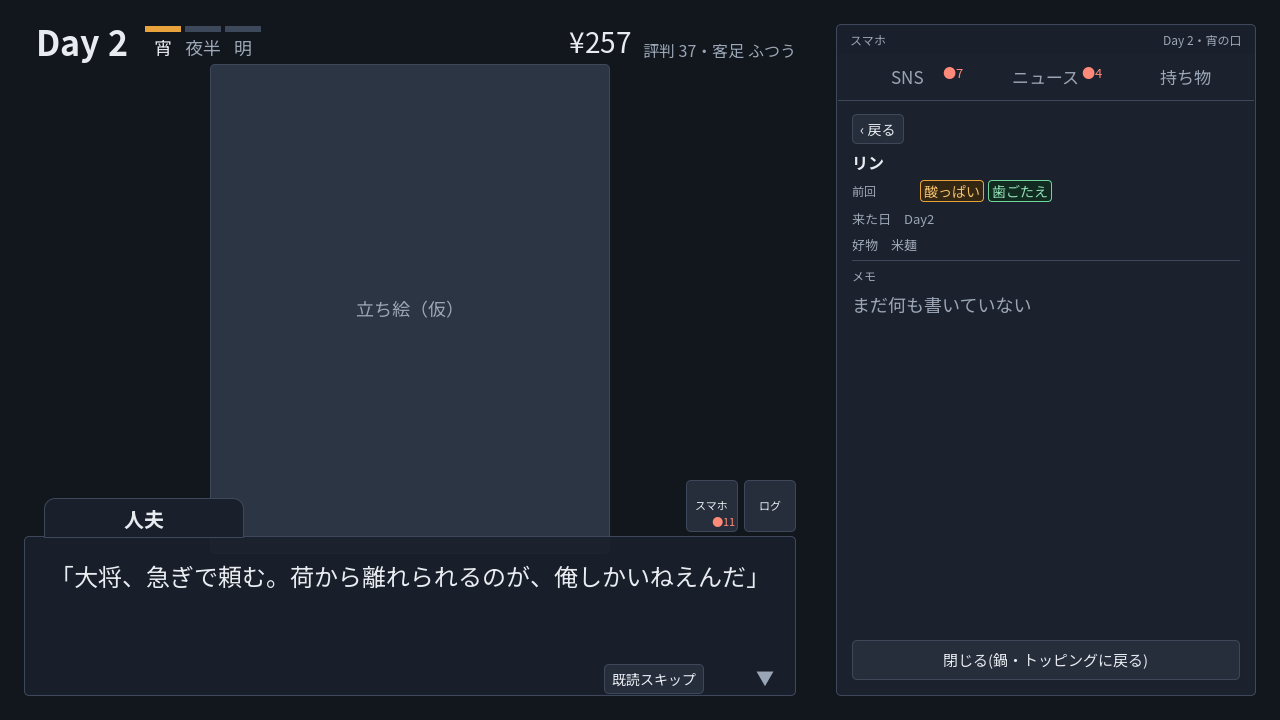 Day 2
宵 夜半 明
¥257
評判 37・客足 ふつう
立ち絵（仮）
スマホ
●11
ログ
人夫
「大将、急ぎで頼む。荷から離れられるのが、俺しかいねえんだ」
既読スキップ
▼
スマホ
Day 2・宵の口
SNS ●7
ニュース ●4
持ち物
‹ 戻る
リン
前回 酸っぱい 歯ごたえ
来た日 Day2
好物 米麺
メモ
まだ何も書いていない
閉じる(鍋・トッピングに戻る)